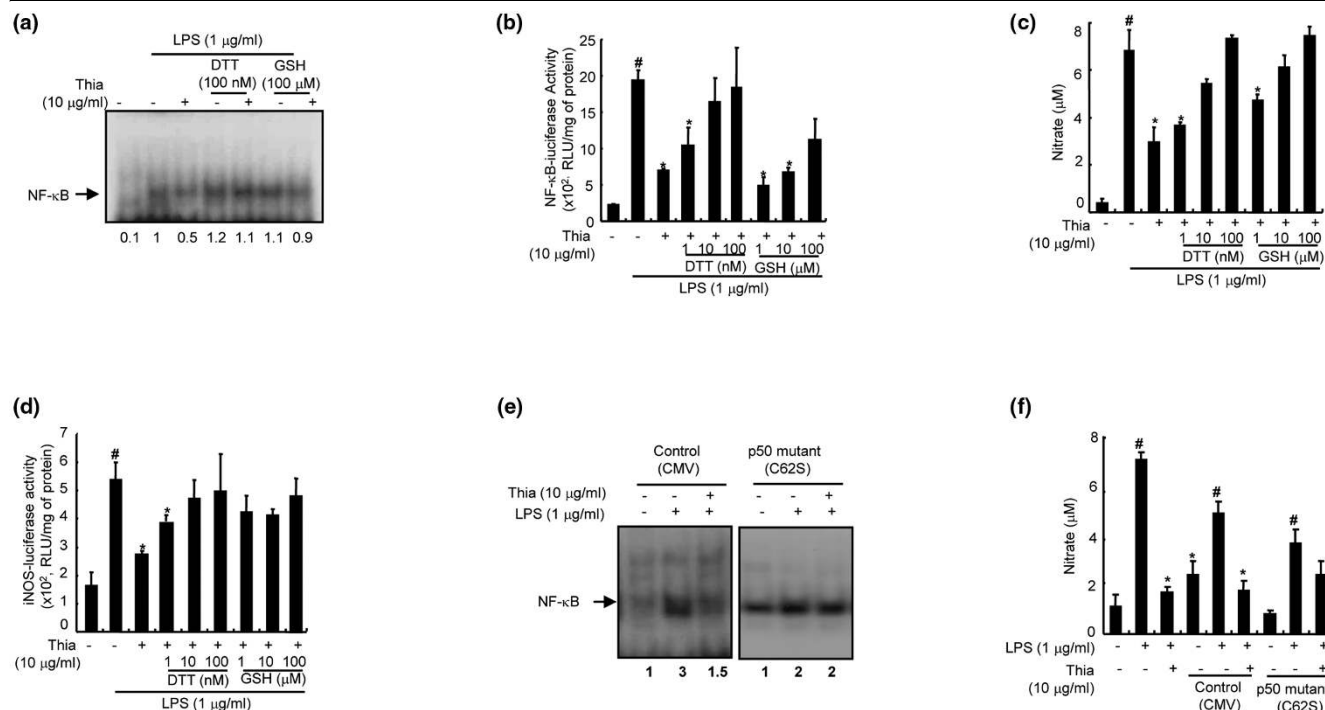 (a)
LPS (1 μg/ml)
DTT GSH
Thia (100 nM) (100 μM)
(10 μg/ml) - - + - + - +
NF-κB
0.1 1 0.5 1.2 1.1 1.1 0.9
(b)
NF-κB-luciferase Activity
(x10², RLU/mg of protein)
25
20
15
10
5
0
#
* * * *
Thia - - + + + + + + +
(10 μg/ml) 1 10 100 1 10 100
DTT (nM) GSH (μM)
LPS (1 μg/ml)
(c)
Nitrate (μM)
8
4
2
0
#
* * *
Thia - - + + + + + + +
(10 μg/ml) 1 10 100 1 10 100
DTT (nM) GSH (μM)
LPS (1 μg/ml)
(d)
iNOS-luciferase activity
(x10², RLU/mg of protein)
7
6
5
4
3
2
1
0
#
* *
Thia - - + + + + + + +
(10 μg/ml) 1 10 100 1 10 100
DTT (nM) GSH (μM)
LPS (1 μg/ml)
(e)
Control p50 mutant
(CMV) (C62S)
Thia (10 μg/ml) - - + - - +
LPS (1 μg/ml) - + + - + +
NF-κB
1 3 1.5 1 2 2
(f)
Nitrate (μM)
8
4
2
0
# # #
* * *
LPS (1 μg/ml) - + + - + + - + +
Thia - - + - - + - - +
(10 μg/ml) Control p50 mutant
(CMV) (C62S)